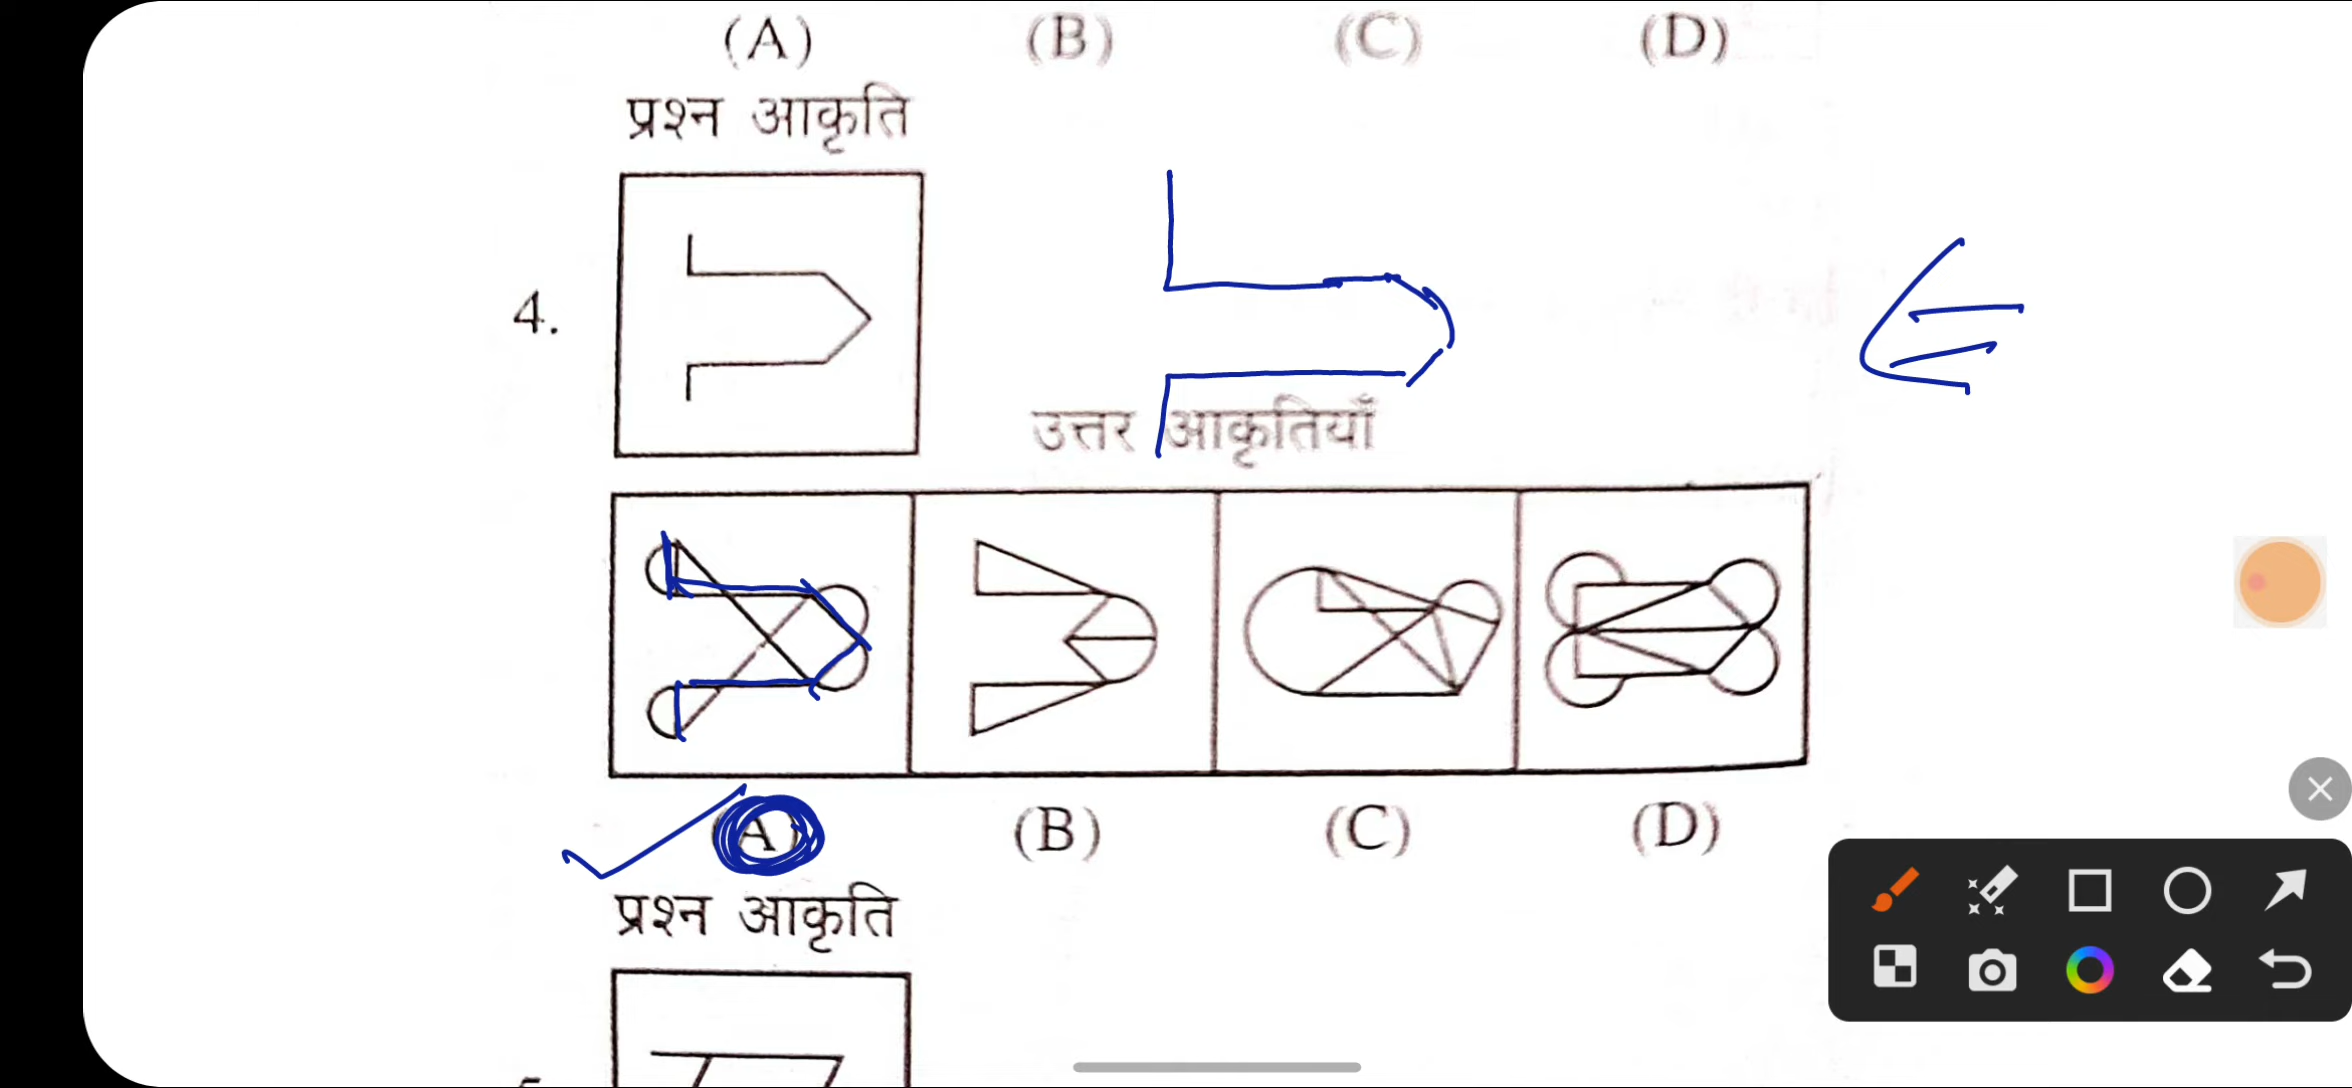 (A) (B) (C) (D)
प्रश्न आकृति
4.
उत्तर आकृतियाँ
(A) (B) (C) (D)
प्रश्न आकृति